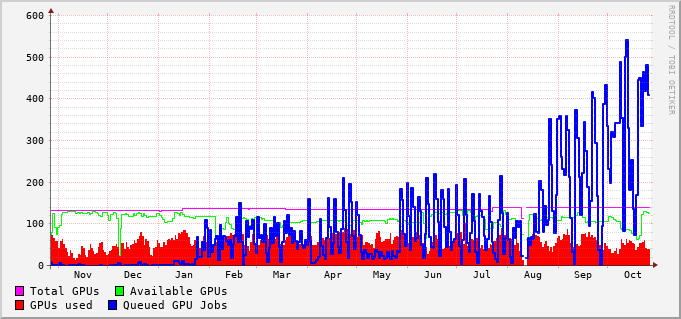 600
500
400
300
200
100
0
Nov Dec Jan Feb Mar Apr May Jun Jul Aug Sep Oct
Total GPUs Available GPUs
GPUs used Queued GPU Jobs
RRDTOOL / TOBI OETIKER